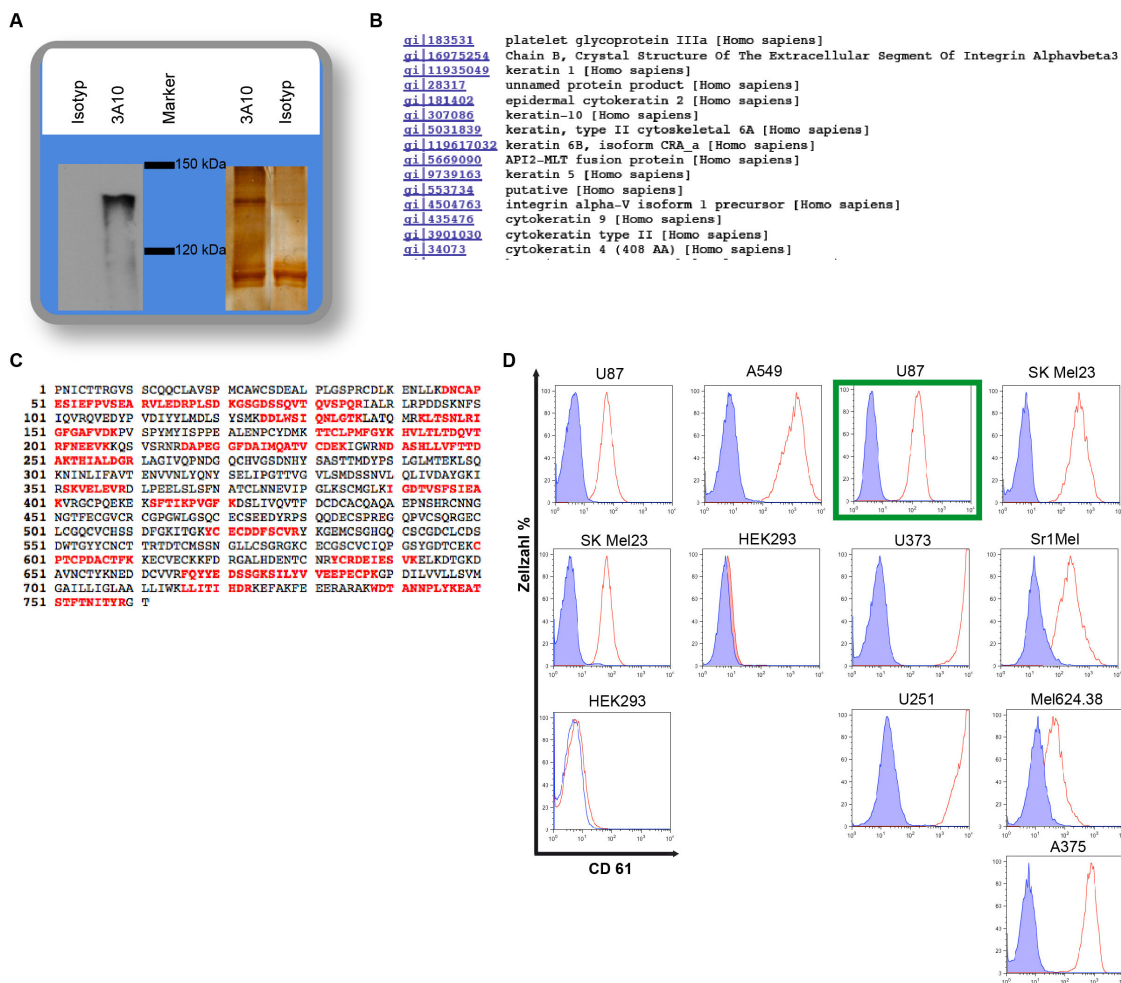 A
Isotyp 3A10 Marker 3A10 Isotyp
150 kDa
120 kDa
B
gi|183531 platelet glycoprotein IIIa [Homo sapiens]
gi|16975254 Chain B, Crystal Structure Of The Extracellular Segment Of Integrin Alphavbeta3
gi|11935049 keratin 1 [Homo sapiens]
gi|28317 unnamed protein product [Homo sapiens]
gi|181402 epidermal cytokeratin 2 [Homo sapiens]
gi|307086 keratin-10 [Homo sapiens]
gi|5031839 keratin, type II cytoskeletal 6A [Homo sapiens]
gi|119617032 keratin 6B, isoform CRA_a [Homo sapiens]
gi|5669090 API2-MLT fusion protein [Homo sapiens]
gi|9739163 keratin 5 [Homo sapiens]
gi|553734 putative [Homo sapiens]
gi|4504763 integrin alpha-V isoform 1 precursor [Homo sapiens]
gi|435476 cytokeratin 9 [Homo sapiens]
gi|3901030 cytokeratin type II [Homo sapiens]
gi|34073 cytokeratin 4 (408 AA) [Homo sapiens]
C
1 PNICTTRGVS SCQQCLAVSP MCAWCSDEAL PLGSPRCDLK ENLLKDNCAP
51 ESIEFPVSEA RVLEDRPLSD KGSGDSSQVT QVSPQRIALR LRPDDSKNFS
101 IQVRQVEDYP VDIYYLMDLS YSMKDDLWSI QNLGTKLATQ MRKLTSNLRI
151 GFGAFVDKPV SPYMYISPPE ALENPCYDMK TTCLPMFGYK HVLTLTDQVT
201 RFNEEVKKQS VSRNRDAPEG GFDAIMQATV CDEKIGWRND ASHLLVFTTD
251 AKTHIALDGR LAGIVQPNDG QCHVGSDNHY SASTTMDYPS LGLMTEKLSQ
301 KNINLIFAVT ENVVNLYQNY SELIPGTTVG VLSMDSSNVL QLIVDAYGKI
351 RSKVELEVRD LPEELSLSFN ATCLNNEVIP GLKSCMGLKI GDTVSFSIEA
401 KVRGCPQEKE KSFTIKPVGF KDSLIVQVTF DCDCACQAQA EPNSHRCNNG
451 NGTFECGVCR CGPGWLGSQC ECSEEDYRPS QQDECSPREG QPVCSQRGEC
501 LCGQCVCHSS DFGKITGKYC ECDDFSCVRY KGEMCSGHGQ CSCGDCLCDS
551 DWTGYYCNCT TRTDTCMSSN GLLCSGRGKC ECGSCVCIQP GSYGDTCEKC
601 PTCPDACTFK KECVECKKFD RGALHDENTC NRYCRDEIES VKELKDTGKD
651 AVNCTYKNED DCVVRFQYYE DSSGKSILYV VEEPECPKGP DILVVLLSVM
701 GAILLIGLAA LLIWKLLITI HDRKEFAKFE EERARAKWDT ANNPLYKEAT
751 STFTNITYRG T
D
U87 A549 U87 SK Mel23
SK Mel23 HEK293 U373 Sr1Mel
HEK293 U251 Mel624.38
A375
Zellzahl %
CD 61